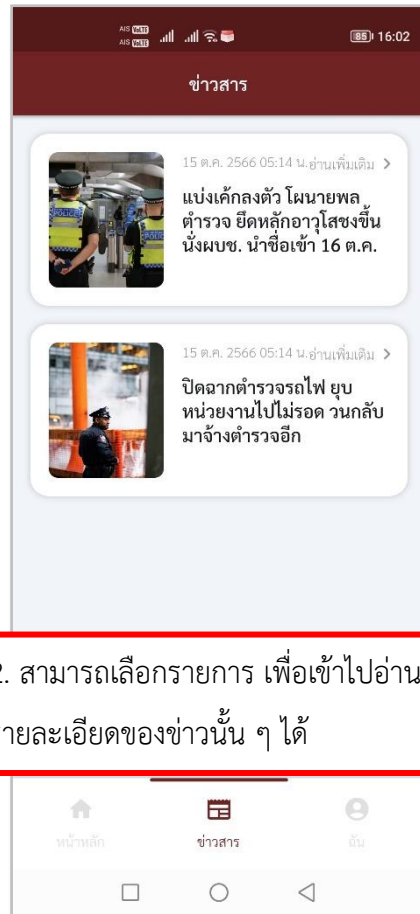 AIS VoLTE
AIS VoLTE
85 16:02
ข่าวสาร
15 ต.ค. 2566 05:14 น. อ่านเพิ่มเติม >
แบ่งเค้กลงตัว โผนายพล
ตำรวจ ยึดหลักอาวุโสชงขึ้น
นั่งผบช. นำชื่อเข้า 16 ต.ค.
POLICE
15 ต.ค. 2566 05:14 น. อ่านเพิ่มเติม >
ปิดฉากตำรวจรถไฟ ยุบ
หน่วยงานไปไม่รอด วนกลับ
มาจ้างตำรวจอีก
2. สามารถเลือกรายการ เพื่อเข้าไปอ่าน
รายละเอียดของข่าวนั้น ๆ ได้
หน้าหลัก
ข่าวสาร
ฉัน